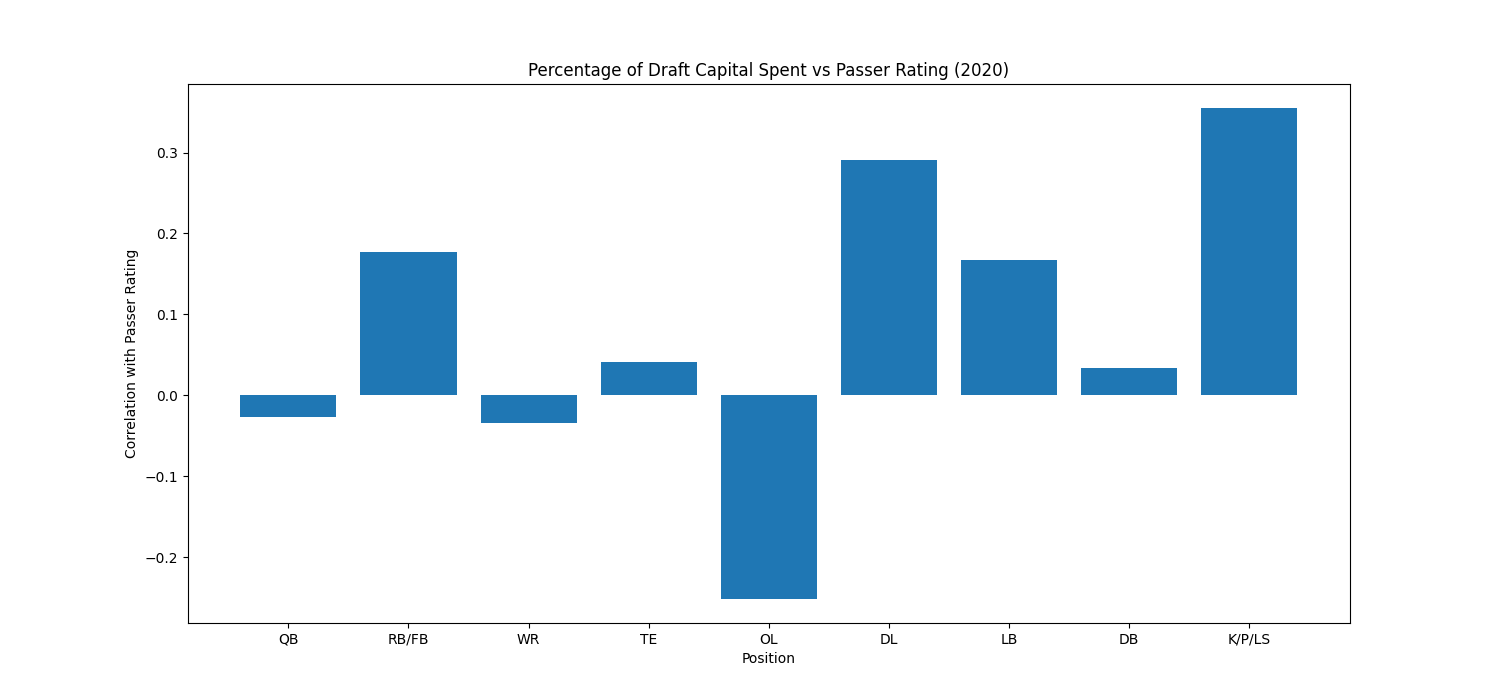 Percentage of Draft Capital Spent vs Passer Rating (2020)
Correlation with Passer Rating
0.3
0.2
0.1
0.0
−0.1
−0.2
QB RB/FB WR TE OL DL LB DB K/P/LS
Position